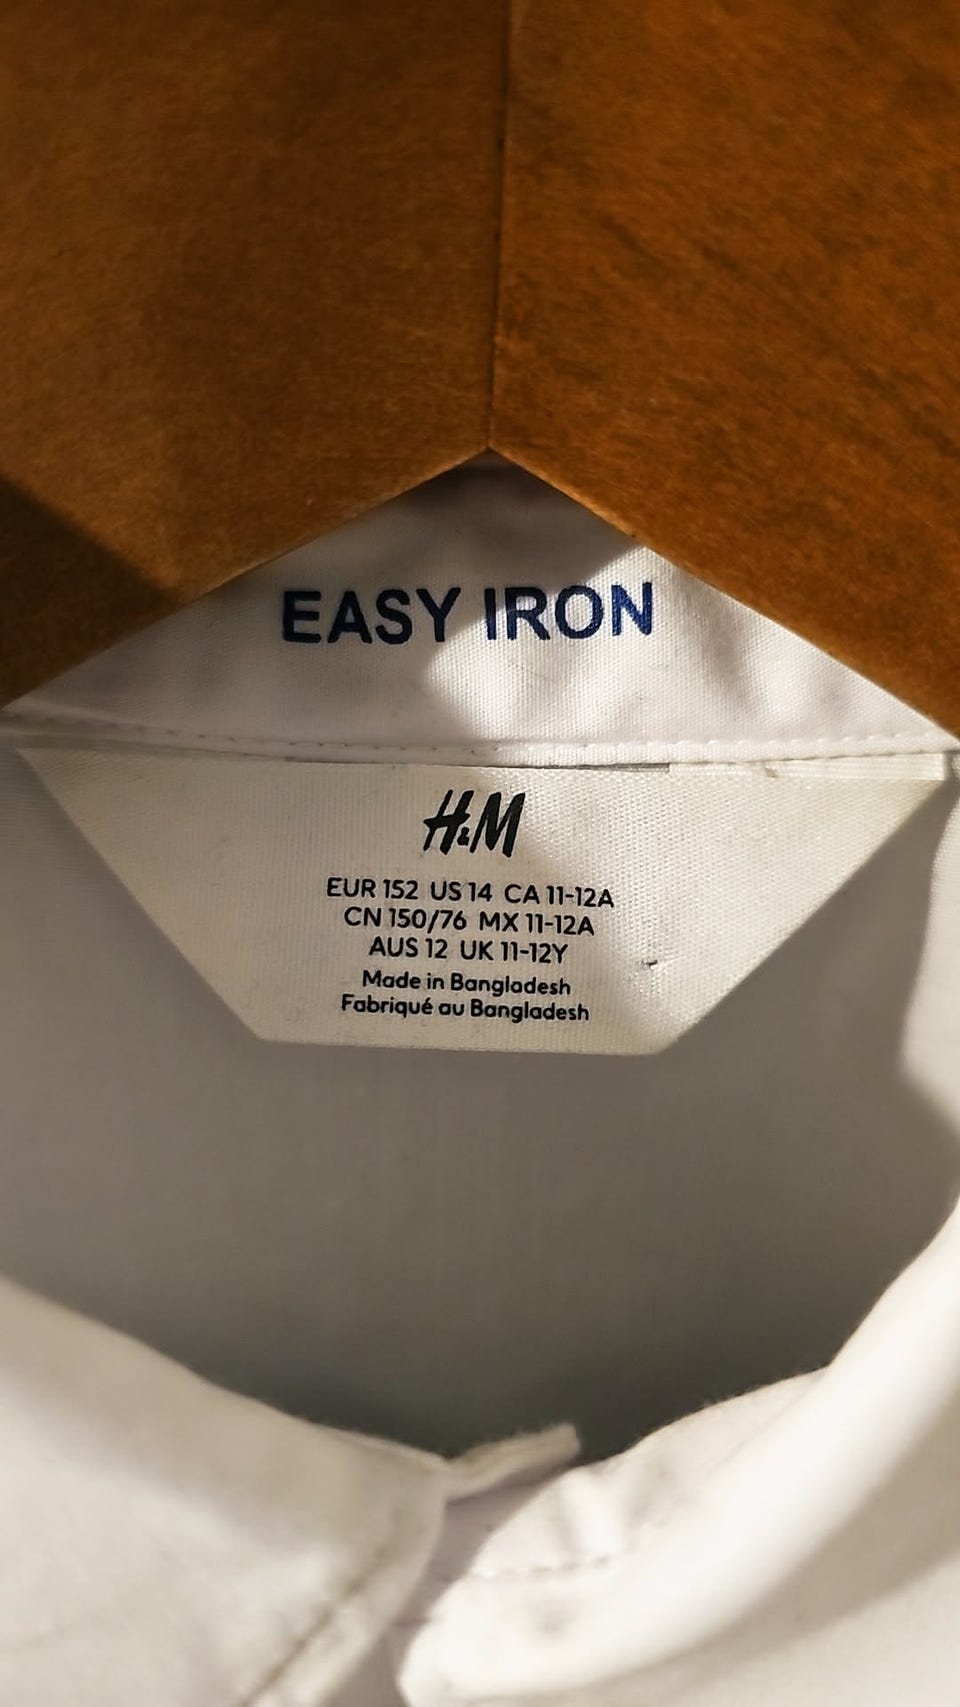 EASY IRON
H&M
EUR 152 US 14 CA 11-12A
CN 150/76 MX 11-12A
AUS 12 UK 11-12Y
Made in Bangladesh
Fabriqué au Bangladesh